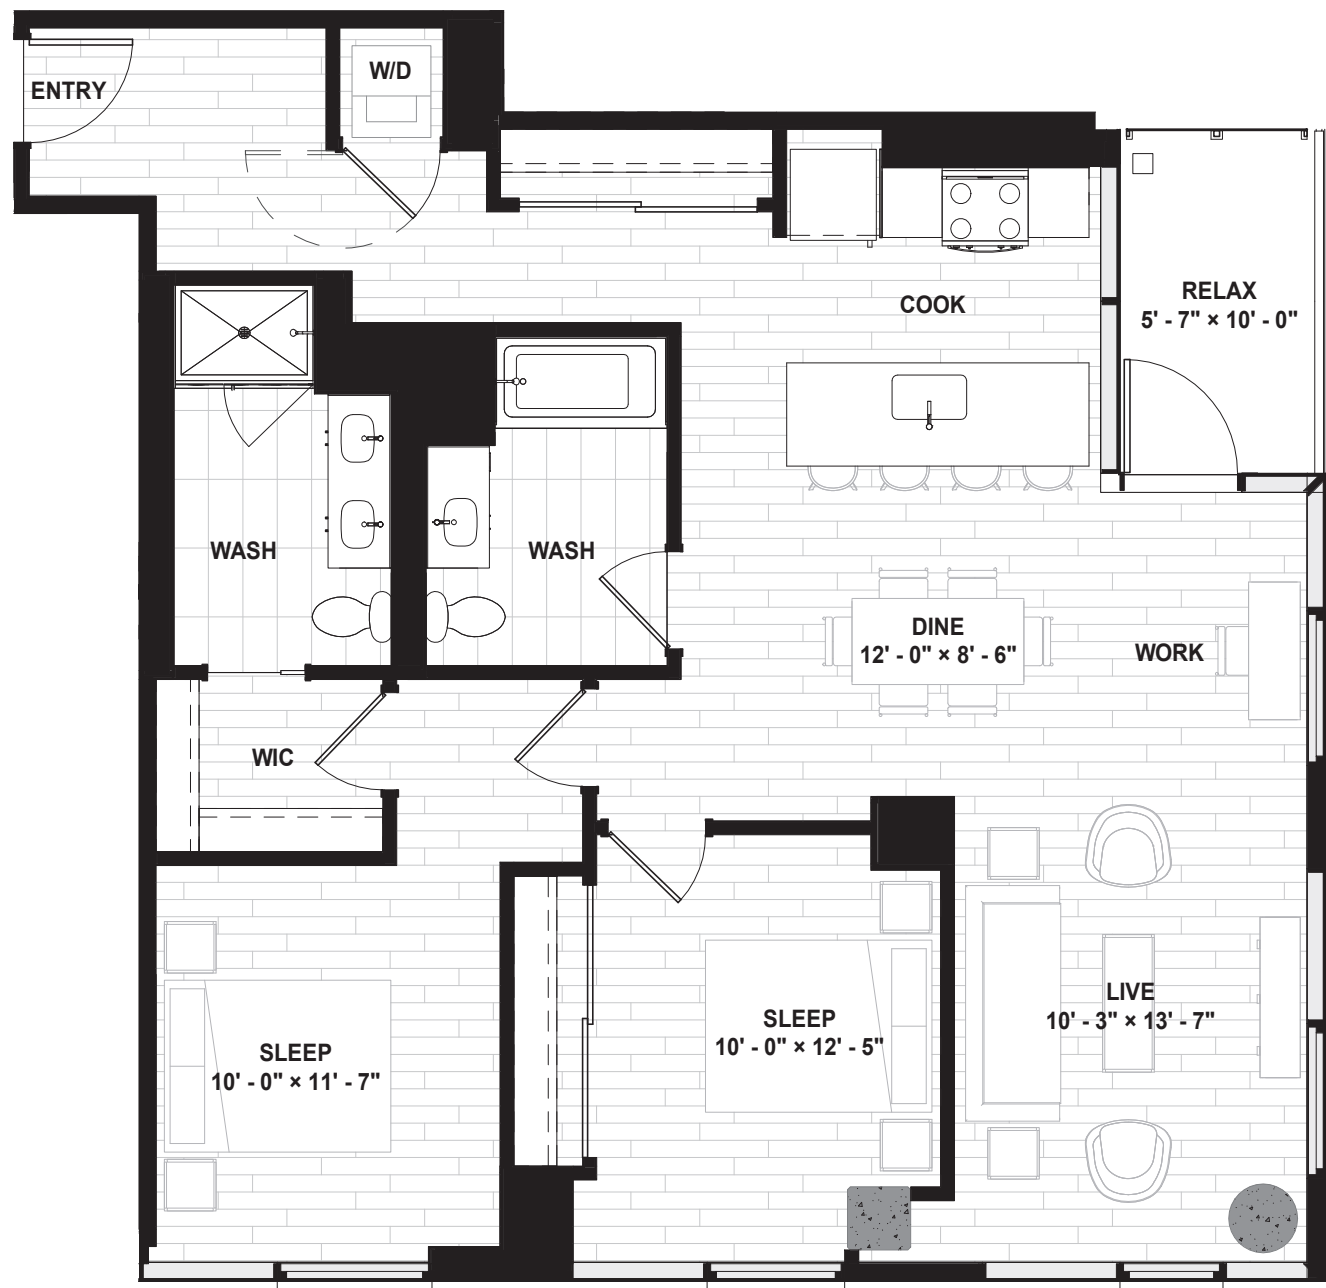 W/D
ENTRY
RELAX
5' - 7" × 10' - 0"
COOK
WASH
WASH
DINE
12' - 0" × 8' - 6"
WORK
WIC
LIVE
10' - 3" × 13' - 7"
SLEEP
10' - 0" × 12' - 5"
SLEEP
10' - 0" × 11' - 7"